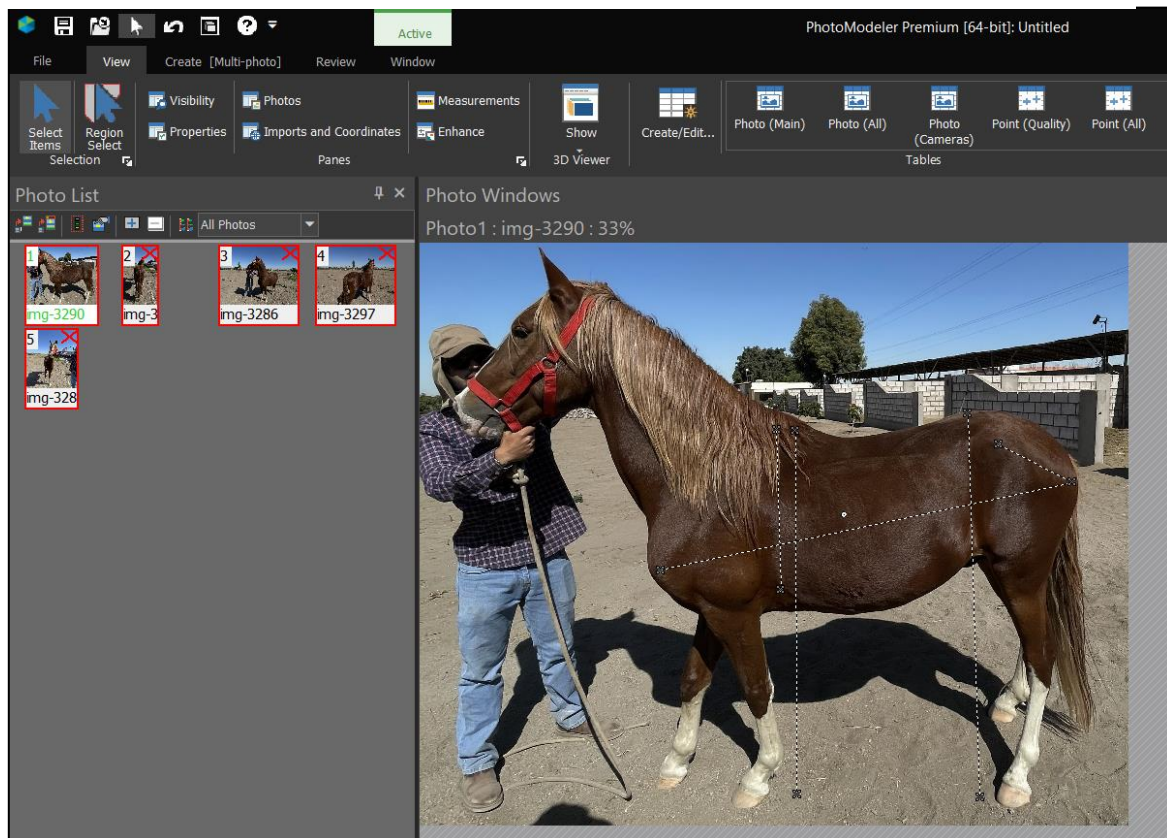 Active
PhotoModeler Premium [64-bit]: Untitled
File View Create [Multi-photo] Review Window
Select Items
Region Select
Selection
Visibility
Properties
Photos
Imports and Coordinates
Panes
Measurements
Enhance
Show
3D Viewer
Create/Edit...
Photo (Main)
Photo (All)
Photo
(Cameras)
Point (Quality)
Point (All)
Tables
Photo List
All Photos
1
img-3290
2
img-3
3
img-3286
4
img-3297
5
img-328
Photo Windows
Photo1 : img-3290 : 33%